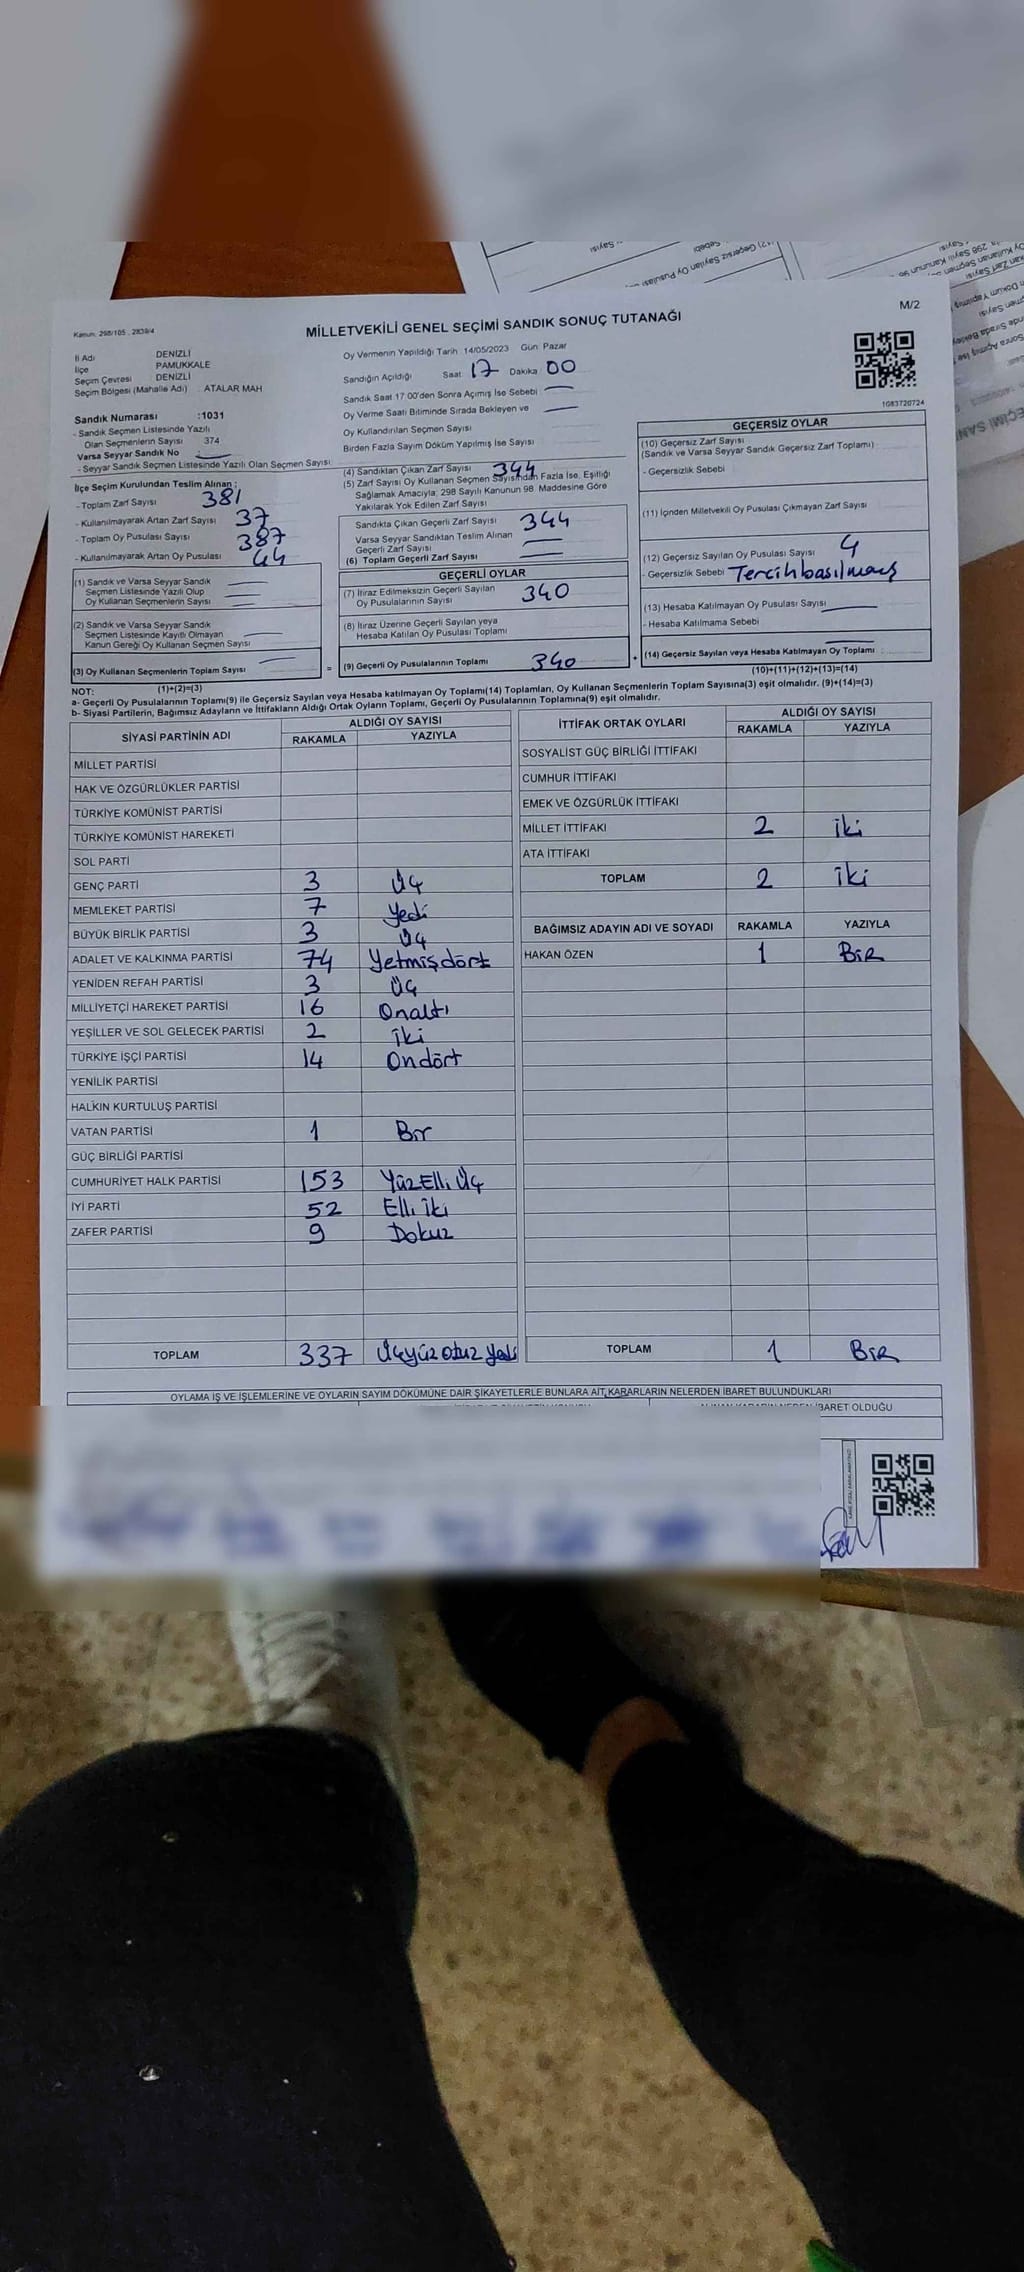 Kanun: 298/105, 2839/4
MİLLETVEKİLİ GENEL SEÇİMİ SANDIK SONUÇ TUTANAĞI
M/2
İl Adı DENİZLİ
İlçe PAMUKKALE
Seçim Çevresi DENİZLİ
Seçim Bölgesi (Mahalle Adı) : ATALAR MAH
Sandık Numarası :1031
- Sandık Seçmen Listesinde Yazılı
Olan Seçmenlerin Sayısı 374
Varsa Seyyar Sandık No
- Seyyar Sandık Seçmen Listesinde Yazılı Olan Seçmen Sayısı:
İlçe Seçim Kurulundan Teslim Alınan :
- Toplam Zarf Sayısı 381
- Kullanılmayarak Artan Zarf Sayısı 37
- Toplam Oy Pusulası Sayısı 387
- Kullanılmayarak Artan Oy Pusulası 44
(1) Sandık ve Varsa Seyyar Sandık
Seçmen Listesinde Yazılı Olup
Oy Kullanan Seçmenlerin Sayısı
(2) Sandık ve Varsa Seyyar Sandık
Seçmen Listesinde Kayıtlı Olmayan
Kanun Gereği Oy Kullanan Seçmen Sayısı
(3) Oy Kullanan Seçmenlerin Toplam Sayısı
Oy Vermenin Yapıldığı Tarih 14/05/2023 Gün: Pazar
Sandığın Açıldığı Saat 17 Dakika 00
Sandık Saat 17:00'den Sonra Açımış İse Sebebi
Oy Verme Saati Bitiminde Sırada Bekleyen ve
Oy Kullandırılan Seçmen Sayısı
Birden Fazla Sayım Döküm Yapılmış İse Sayısı
(4) Sandıktan Çıkan Zarf Sayısı 344
(5) Zarf Sayısı Oy Kullanan Seçmen Sayısından Fazla İse, Eşitliği
Sağlamak Amacıyla; 298 Sayılı Kanunun 98. Maddesine Göre
Yakılarak Yok Edilen Zarf Sayısı
Sandıkta Çıkan Geçerli Zarf Sayısı 344
Varsa Seyyar Sandıktan Teslim Alınan
Geçerli Zarf Sayısı
(6) Toplam Geçerli Zarf Sayısı
GEÇERLİ OYLAR
(7) İtiraz Edilmeksizin Geçerli Sayılan
Oy Pusulalarının Sayısı 340
(8) İtiraz Üzerine Geçerli Sayılan veya
Hesaba Katılan Oy Pusulası Toplamı
= (9) Geçerli Oy Pusulalarının Toplamı 340 +
1083720724
GEÇERSİZ OYLAR
(10) Geçersiz Zarf Sayısı
(Sandık ve Varsa Seyyar Sandık Geçersiz Zarf Toplamı)
- Geçersizlik Sebebi
(11) İçinden Milletvekili Oy Pusulası Çıkmayan Zarf Sayısı
(12) Geçersiz Sayılan Oy Pusulası Sayısı 4
- Geçersizlik Sebebi Tercih basılmamış
(13) Hesaba Katılmayan Oy Pusulası Sayısı
- Hesaba Katılmama Sebebi
(14) Geçersiz Sayılan veya Hesaba Katılmayan Oy Toplamı :
NOT: (1)+(2)=(3) (10)+(11)+(12)+(13)=(14)
a- Geçerli Oy Pusulalarının Toplamı(9) ile Geçersiz Sayılan veya Hesaba katılmayan Oy Toplamı(14) Toplamları, Oy Kullanan Seçmenlerin Toplam Sayısına(3) eşit olmalıdır. (9)+(14)=(3)
b- Siyasi Partilerin, Bağımsız Adayların ve İttifakların Aldığı Ortak Oyların Toplamı, Geçerli Oy Pusulalarının Toplamına(9) eşit olmalıdır.
SİYASİ PARTİNİN ADI ALDIĞI OY SAYISI
RAKAMLA YAZIYLA
MİLLET PARTİSİ
HAK VE ÖZGÜRLÜKLER PARTİSİ
TÜRKİYE KOMÜNİST PARTİSİ
TÜRKİYE KOMÜNİST HAREKETİ
SOL PARTİ
GENÇ PARTİ 3 Üç
MEMLEKET PARTİSİ 7 Yedi
BÜYÜK BİRLİK PARTİSİ 3 Üç
ADALET VE KALKINMA PARTİSİ 74 Yetmişdört
YENİDEN REFAH PARTİSİ 3 Üç
MİLLİYETÇİ HAREKET PARTİSİ 16 Onaltı
YEŞİLLER VE SOL GELECEK PARTİSİ 2 iki
TÜRKİYE İŞÇİ PARTİSİ 14 Ondört
YENİLİK PARTİSİ
HALKIN KURTULUŞ PARTİSİ
VATAN PARTİSİ 1 Bir
GÜÇ BİRLİĞİ PARTİSİ
CUMHURİYET HALK PARTİSİ 153 YüzElli Üç
İYİ PARTİ 52 Elli iki
ZAFER PARTİSİ 9 Dokuz
TOPLAM 337 Üçyüz otuz yedi
İTTİFAK ORTAK OYLARI ALDIĞI OY SAYISI
RAKAMLA YAZIYLA
SOSYALİST GÜÇ BİRLİĞİ İTTİFAKI
CUMHUR İTTİFAKI
EMEK VE ÖZGÜRLÜK İTTİFAKI
MİLLET İTTİFAKI 2 iki
ATA İTTİFAKI
TOPLAM 2 iki
BAĞIMSIZ ADAYIN ADI VE SOYADI RAKAMLA YAZIYLA
HAKAN ÖZEN 1 BİR
TOPLAM 1 BİR
OYLAMA İŞ VE İŞLEMLERİNE VE OYLARIN SAYIM DÖKÜMÜNE DAİR ŞİKAYETLERLE BUNLARA AİT KARARLARIN NELERDEN İBARET BULUNDUKLARI
İBARET OLDUĞU